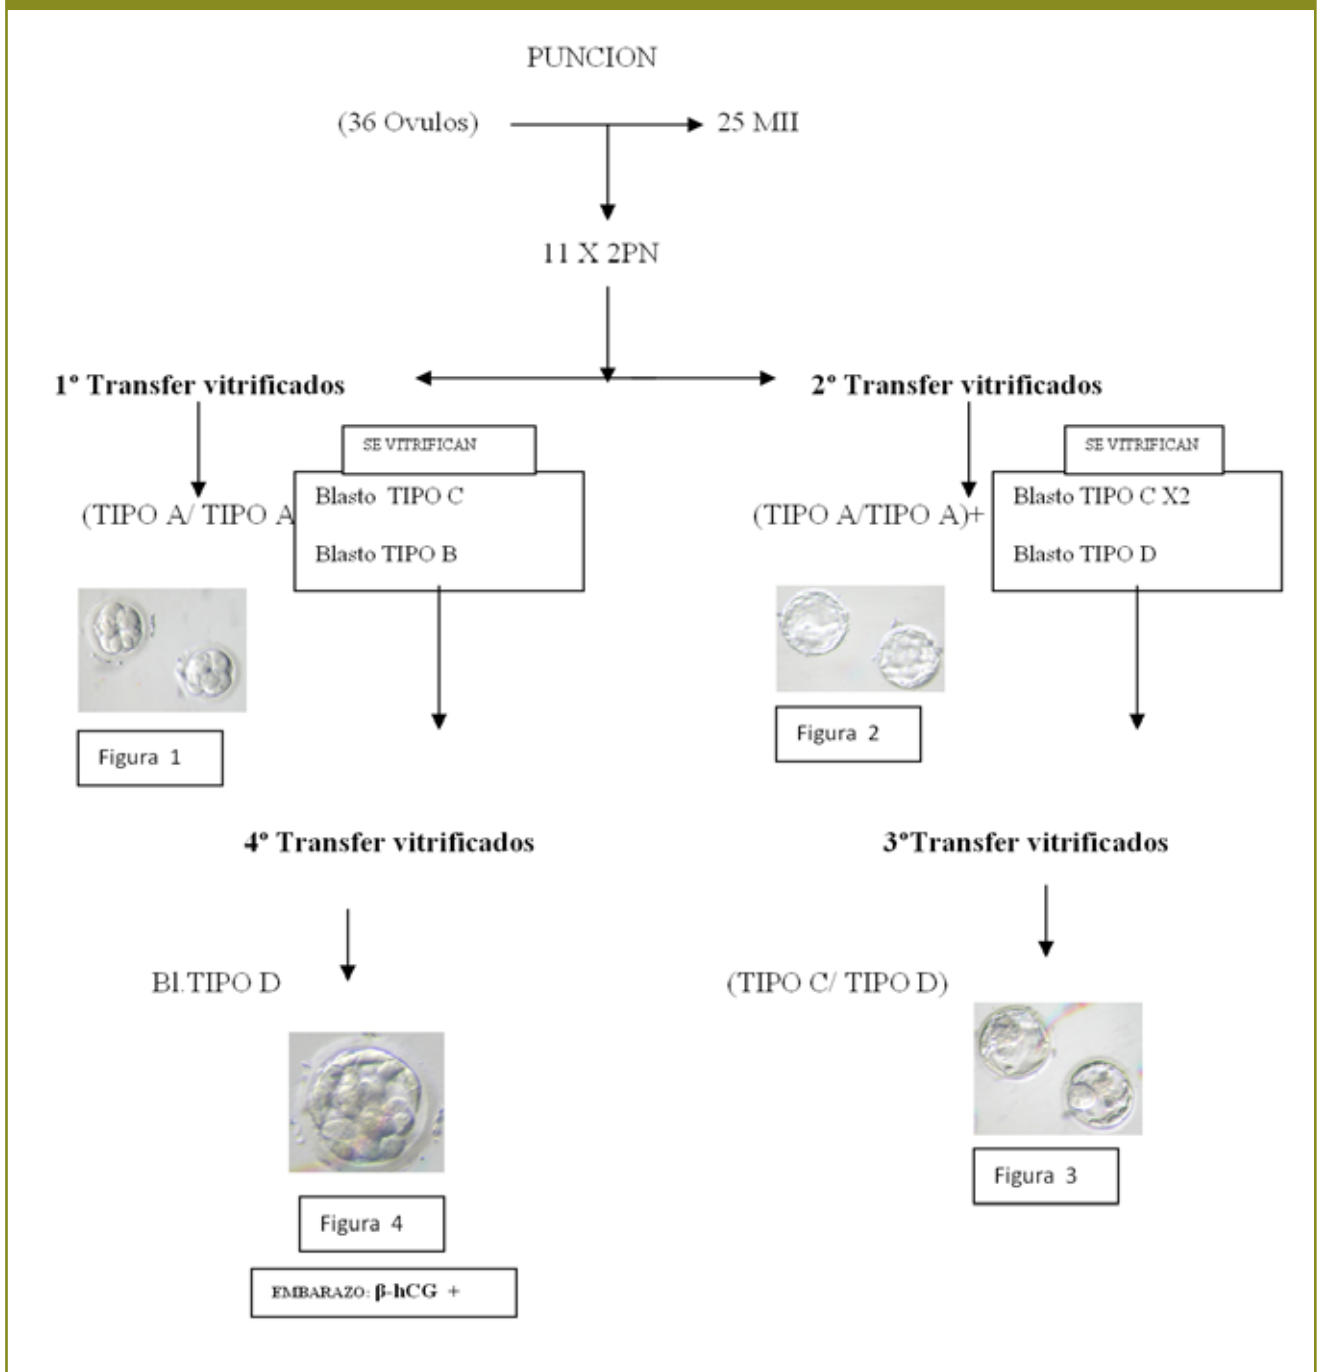 PUNCION
(36 Ovulos)
25 MII
11 X 2PN
1º Transfer vitrificados
SE VITRIFICAN
(TIPO A/ TIPO A
Blasto TIPO C
Blasto TIPO B
Figura 1
2º Transfer vitrificados
SE VITRIFICAN
(TIPO A/TIPO A)+
Blasto TIPO C X2
Blasto TIPO D
Figura 2
4º Transfer vitrificados
Bl.TIPO D
Figura 4
EMBARAZO: β-hCG +
3ºTransfer vitrificados
(TIPO C/ TIPO D)
Figura 3